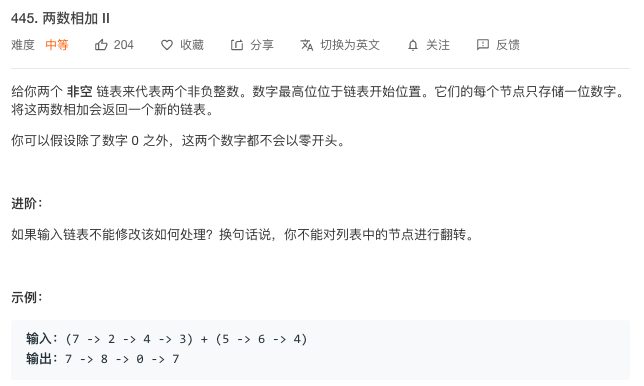 445. 两数相加 II
难度 中等 204 收藏 分享 切换为英文 关注 反馈
给你两个 非空 链表来代表两个非负整数。数字最高位位于链表开始位置。它们的每个节点只存储一位数字。
将这两数相加会返回一个新的链表。
你可以假设除了数字 0 之外，这两个数字都不会以零开头。
进阶：
如果输入链表不能修改该如何处理？换句话说，你不能对列表中的节点进行翻转。
示例：
输入：(7 -> 2 -> 4 -> 3) + (5 -> 6 -> 4)
输出：7 -> 8 -> 0 -> 7